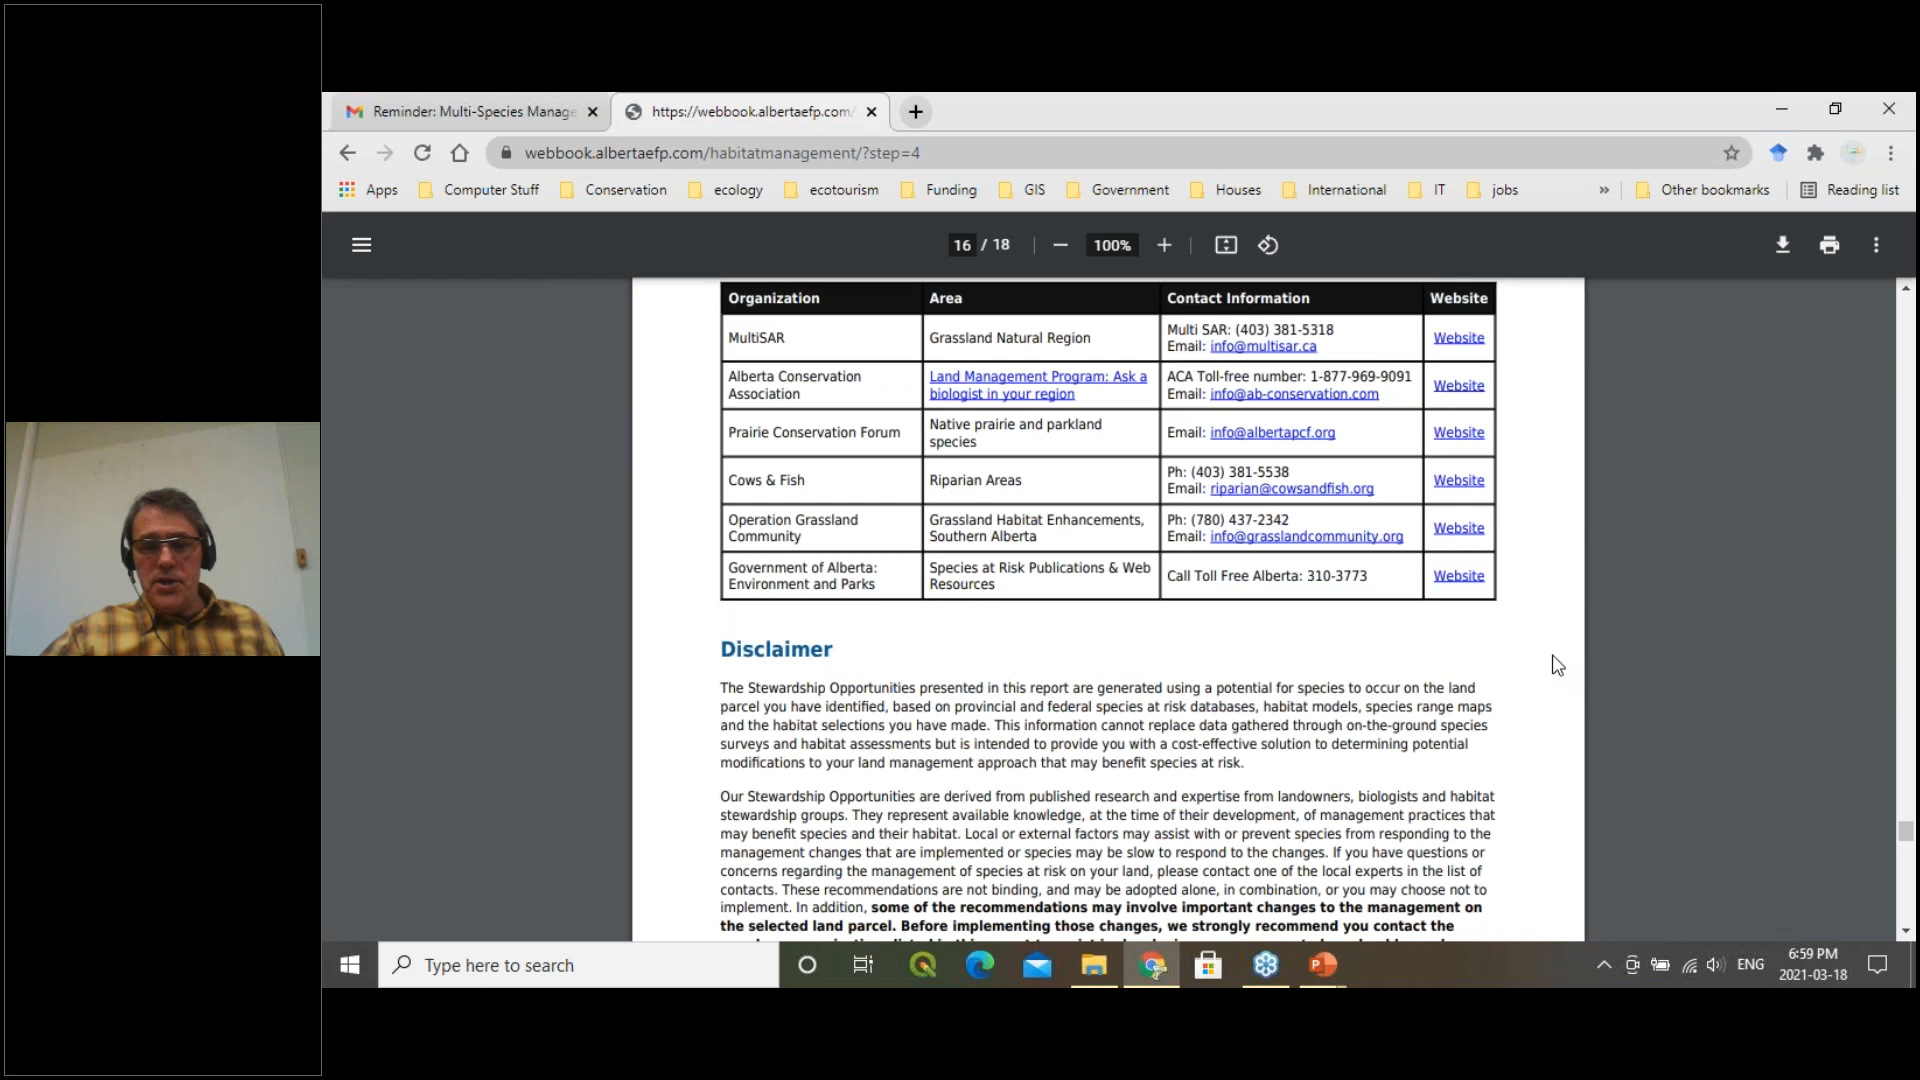 Reminder: Multi-Species Manage
https://webbook.albertaefp.com/
webbook.albertaefp.com/habitatmanagement/?step=4
Apps Computer Stuff Conservation ecology ecotourism Funding GIS Government Houses International IT jobs » Other bookmarks Reading list
16 / 18 100%
Organization Area Contact Information Website
MultiSAR Grassland Natural Region Multi SAR: (403) 381-5318
Email: info@multisar.ca Website
Alberta Conservation
Association
Land Management Program: Ask a
biologist in your region
ACA Toll-free number: 1-877-969-9091
Email: info@ab-conservation.com
Website
Prairie Conservation Forum
Native prairie and parkland
species
Email: info@albertapcf.org
Website
Cows & Fish
Riparian Areas
Ph: (403) 381-5538
Email: riparian@cowsandfish.org
Website
Operation Grassland
Community
Grassland Habitat Enhancements,
Southern Alberta
Ph: (780) 437-2342
Email: info@grasslandcommunity.org
Website
Government of Alberta:
Environment and Parks
Species at Risk Publications & Web
Resources
Call Toll Free Alberta: 310-3773
Website
Disclaimer
The Stewardship Opportunities presented in this report are generated using a potential for species to occur on the land
parcel you have identified, based on provincial and federal species at risk databases, habitat models, species range maps
and the habitat selections you have made. This information cannot replace data gathered through on-the-ground species
surveys and habitat assessments but is intended to provide you with a cost-effective solution to determining potential
modifications to your land management approach that may benefit species at risk.
Our Stewardship Opportunities are derived from published research and expertise from landowners, biologists and habitat
stewardship groups. They represent available knowledge, at the time of their development, of management practices that
may benefit species and their habitat. Local or external factors may assist with or prevent species from responding to the
management changes that are implemented or species may be slow to respond to the changes. If you have questions or
concerns regarding the management of species at risk on your land, please contact one of the local experts in the list of
contacts. These recommendations are not binding, and may be adopted alone, in combination, or you may choose not to
implement. In addition, some of the recommendations may involve important changes to the management on
the selected land parcel. Before implementing those changes, we strongly recommend you contact the
Type here to search
ENG
6:59 PM
2021-03-18